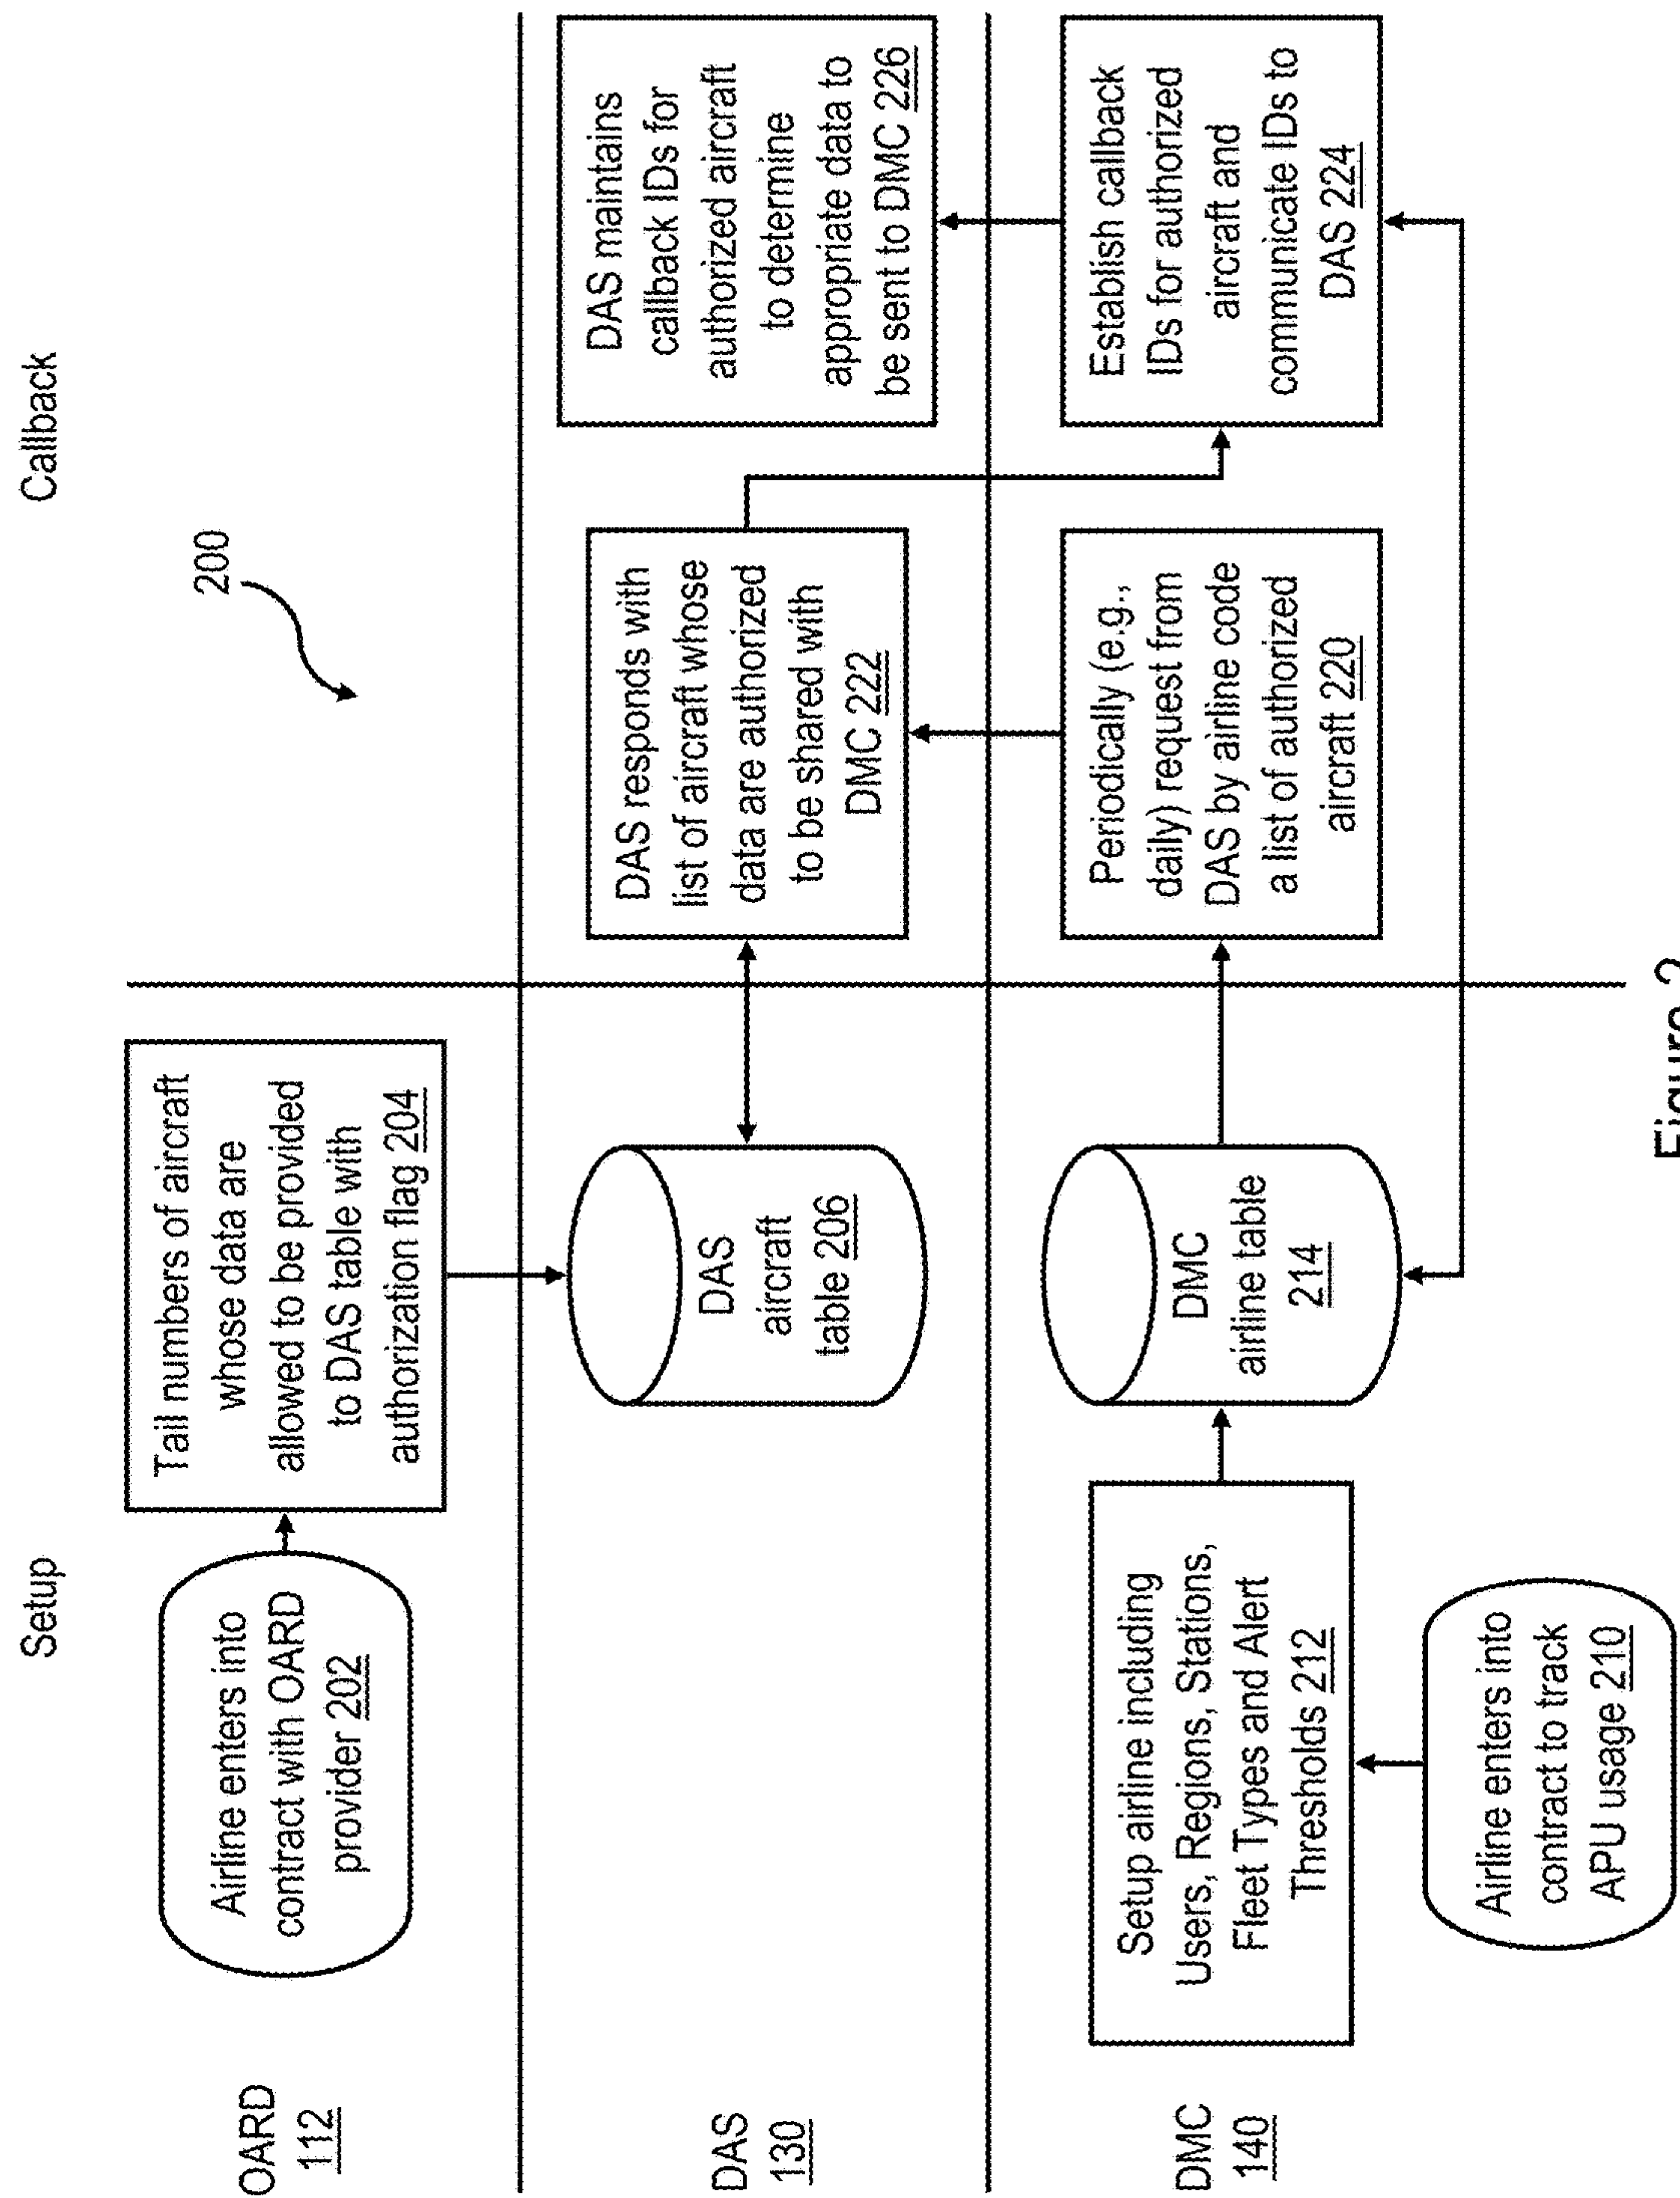 Setup
Callback
200
OARD
112
Airline enters into
contract with OARD
provider 202
Tail numbers of aircraft
whose data are
allowed to be provided
to DAS table with
authorization flag 204
DAS
130
DAS
aircraft
table 206
DAS responds with
list of aircraft whose
data are authorized
to be shared with
DMC 222
DAS maintains
callback IDs for
authorized aircraft
to determine
appropriate data to
be sent to DMC 226
DMC
140
Setup airline including
Users, Regions, Stations,
Fleet Types and Alert
Thresholds 212
Airline enters into
contract to track
APU usage 210
DMC
airline table
214
Periodically (e.g.,
daily) request from
DAS by airline code
a list of authorized
aircraft 220
Establish callback
IDs for authorized
aircraft and
communicate IDs to
DAS 224
Figure 2